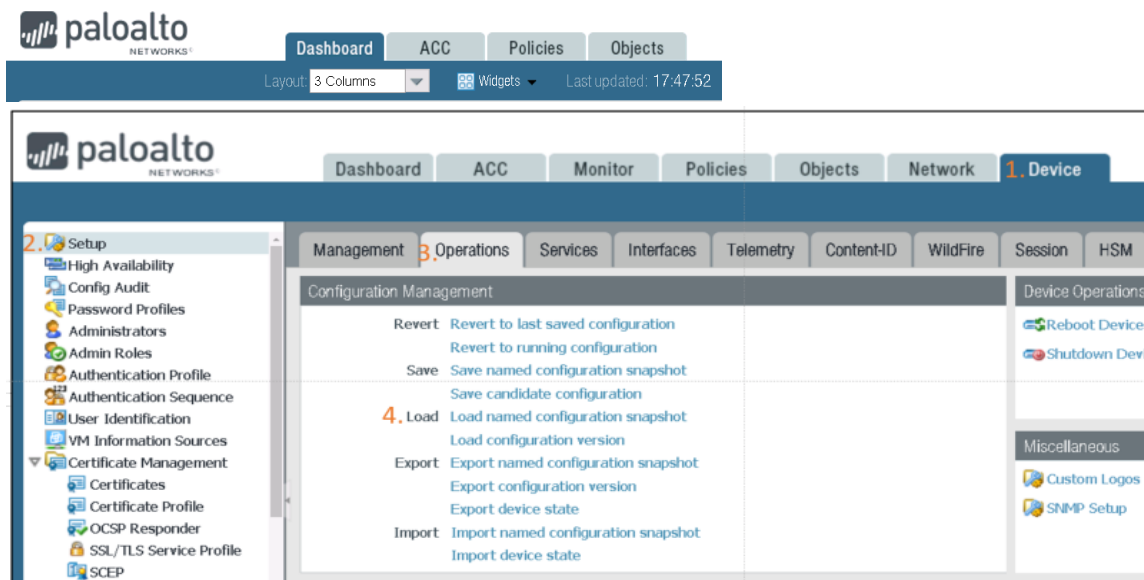 paloalto
NETWORKS®
Dashboard ACC Policies Objects
Layout: 3 Columns Widgets Last updated: 17:47:52
paloalto
NETWORKS®
Dashboard ACC Monitor Policies Objects Network 1. Device
2. Setup
High Availability
Config Audit
Password Profiles
Administrators
Admin Roles
Authentication Profile
Authentication Sequence
User Identification
VM Information Sources
Certificate Management
Certificates
Certificate Profile
OCSP Responder
SSL/TLS Service Profile
SCEP
Management 3. Operations Services Interfaces Telemetry Content-ID WildFire Session HSM
Configuration Management
Revert Revert to last saved configuration
Revert to running configuration
Save Save named configuration snapshot
Save candidate configuration
4. Load Load named configuration snapshot
Load configuration version
Export Export named configuration snapshot
Export configuration version
Export device state
Import Import named configuration snapshot
Import device state
Device Operations
Reboot Device
Shutdown Devi
Miscellaneous
Custom Logos
SNMP Setup